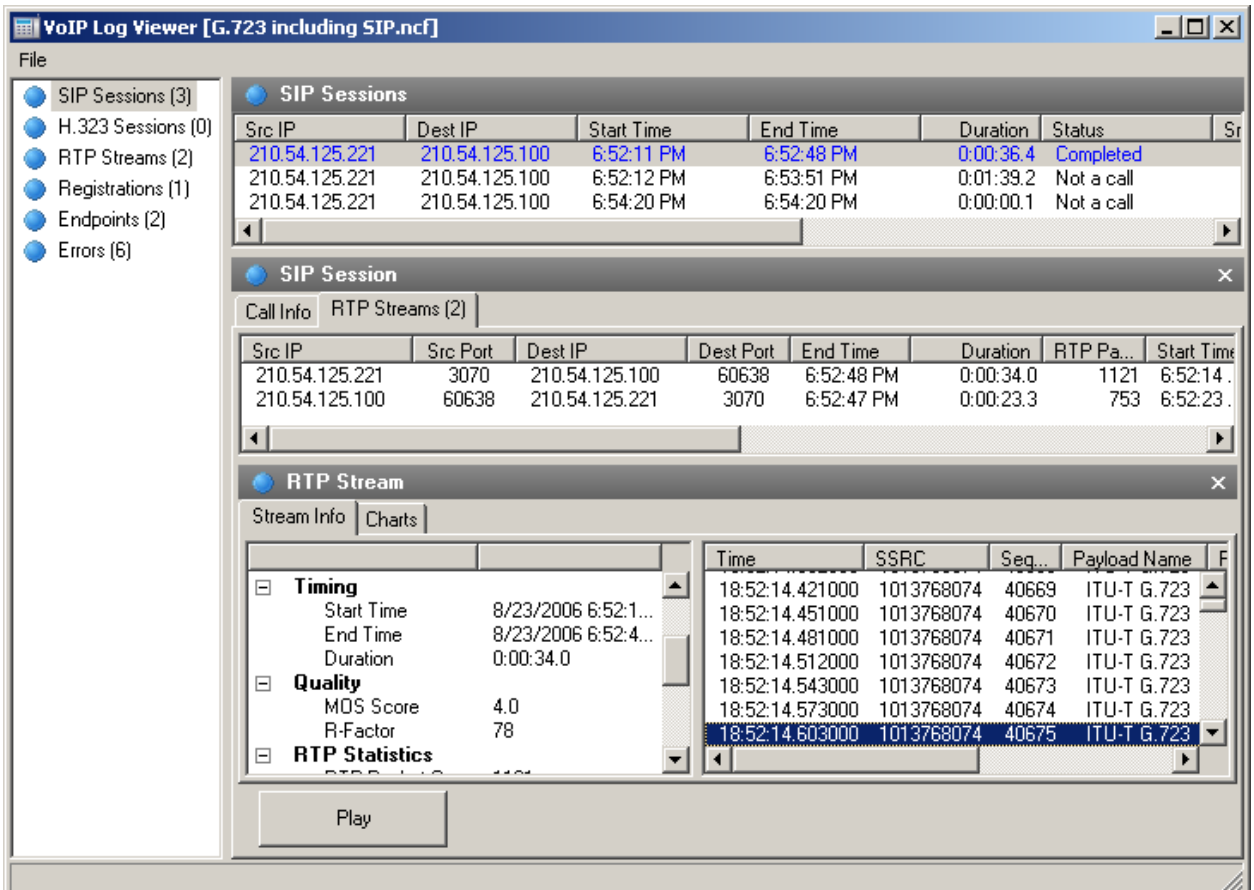 VoIP Log Viewer [G.723 including SIP.ncf]
File
SIP Sessions (3)
H.323 Sessions (0)
RTP Streams (2)
Registrations (1)
Endpoints (2)
Errors (6)
SIP Sessions
Src IP Dest IP Start Time End Time Duration Status Sr
210.54.125.221 210.54.125.100 6:52:11 PM 6:52:48 PM 0:00:36.4 Completed
210.54.125.221 210.54.125.100 6:52:12 PM 6:53:51 PM 0:01:39.2 Not a call
210.54.125.221 210.54.125.100 6:54:20 PM 6:54:20 PM 0:00:00.1 Not a call
SIP Session
Call Info RTP Streams (2)
Src IP Src Port Dest IP Dest Port End Time Duration RTP Pa... Start Time
210.54.125.221 3070 210.54.125.100 60638 6:52:48 PM 0:00:34.0 1121 6:52:14 .
210.54.125.100 60638 210.54.125.221 3070 6:52:47 PM 0:00:23.3 753 6:52:23 .
RTP Stream
Stream Info Charts
Timing
Start Time 8/23/2006 6:52:1...
End Time 8/23/2006 6:52:4...
Duration 0:00:34.0
Quality
MOS Score 4.0
R-Factor 78
RTP Statistics
Time SSRC Seq... Payload Name F
18:52:14.421000 1013768074 40669 ITU-T G.723
18:52:14.451000 1013768074 40670 ITU-T G.723
18:52:14.481000 1013768074 40671 ITU-T G.723
18:52:14.512000 1013768074 40672 ITU-T G.723
18:52:14.543000 1013768074 40673 ITU-T G.723
18:52:14.573000 1013768074 40674 ITU-T G.723
18:52:14.603000 1013768074 40675 ITU-T G.723
Play